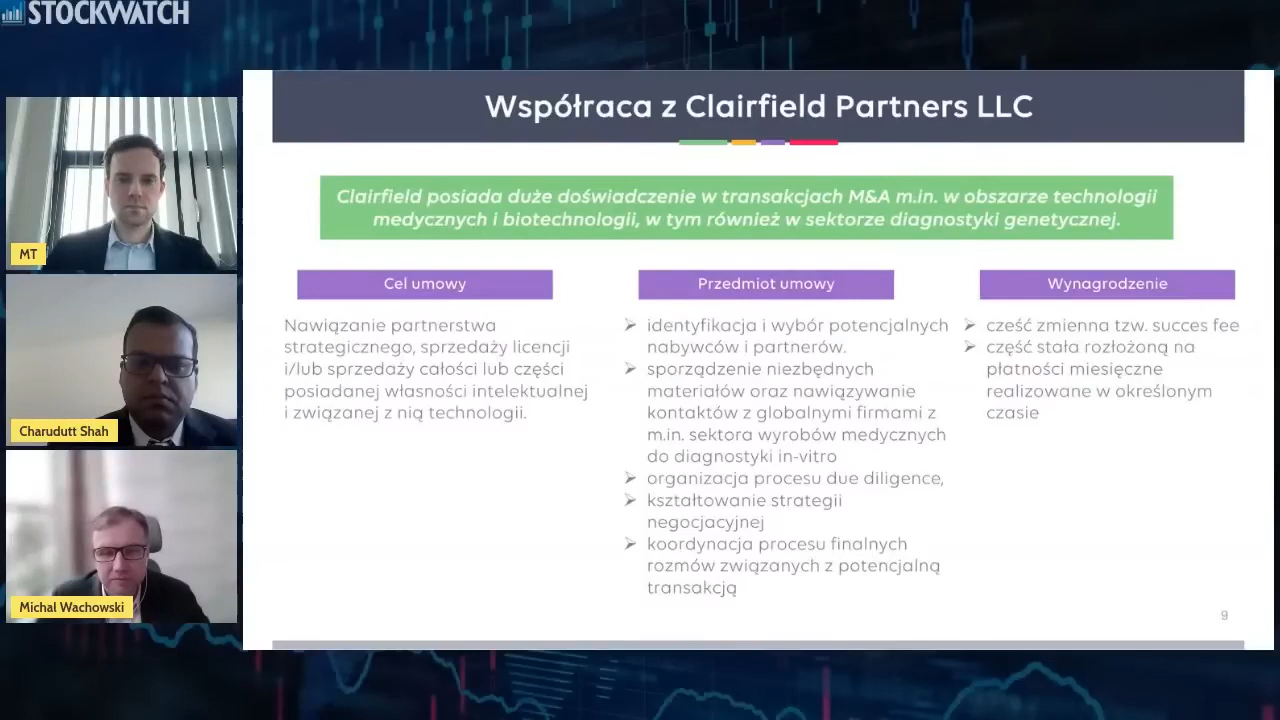 STOCKWATCH
Współraca z Clairfield Partners LLC
Clairfield posiada duże doświadczenie w transakcjach M&A m.in. w obszarze technologii
medycznych i biotechnologii, w tym również w sektorze diagnostyki genetycznej.
Cel umowy
Nawiązanie partnerstwa
strategicznego, sprzedaży licencji
i/lub sprzedaży całości lub części
posiadanej własności intelektualnej
i związanej z nią technologii.
Przedmiot umowy
identyfikacja i wybór potencjalnych
nabywców i partnerów.
sporządzenie niezbędnych
materiałów oraz nawiązywanie
kontaktów z globalnymi firmami z
m.in. sektora wyrobów medycznych
do diagnostyki in-vitro
organizacja procesu due diligence,
kształtowanie strategii
negocjacyjnej
koordynacja procesu finalnych
rozmów związanych z potencjalną
transakcją
Wynagrodzenie
cześć zmienna tzw. succes fee
część stała rozłożoną na
płatności miesięczne
realizowane w określonym
czasie
9
MT
Charudutt Shah
Michal Wachowski